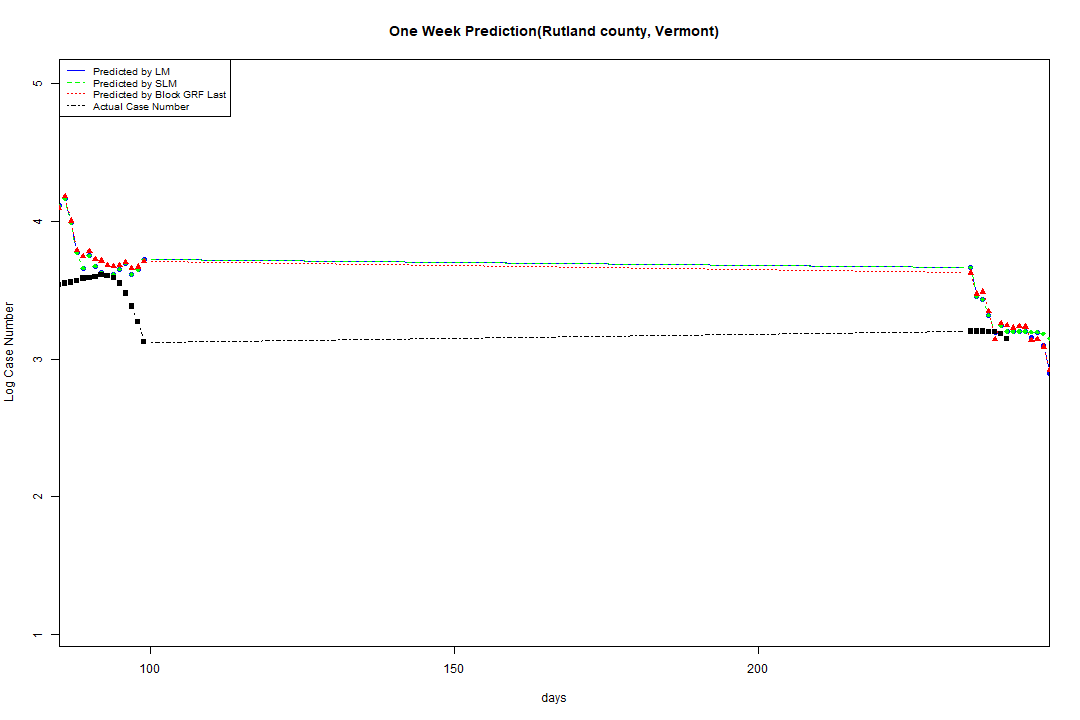 One Week Prediction(Rutland county, Vermont)
Predicted by LM
Predicted by SLM
Predicted by Block GRF Last
Actual Case Number
5
4
3
2
1
Log Case Number
100
150
200
days